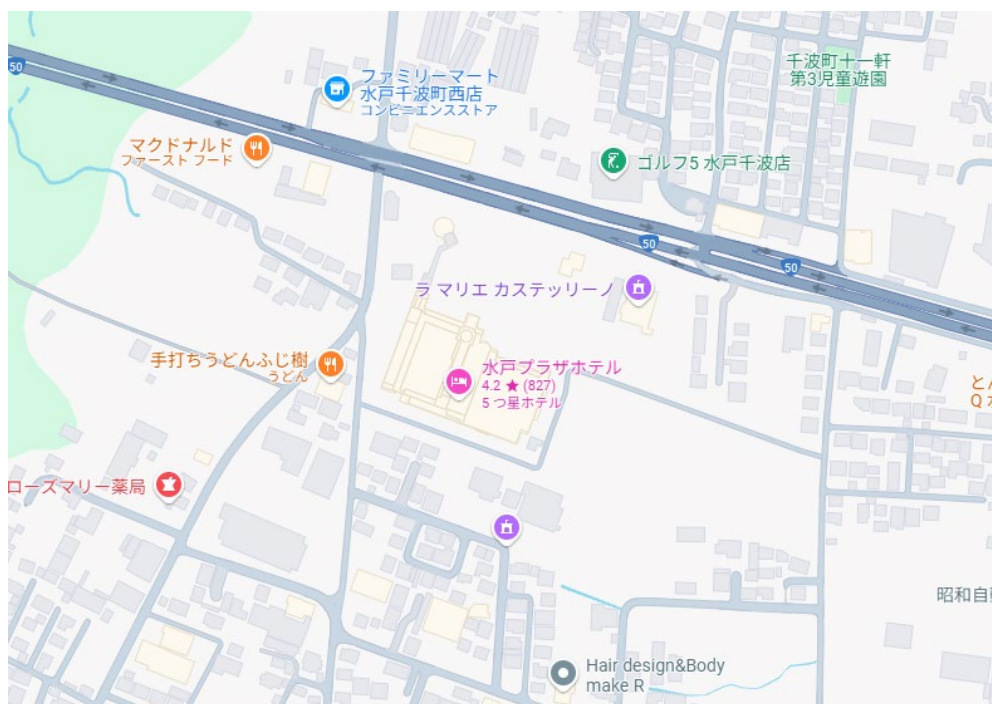 50
ファミリーマート
水戸千波町西店
コンビニエンスストア
千波町十一軒
第3児童遊園
マクドナルド
ファースト フード
ゴルフ5 水戸千波店
50
50
ラ マリエ カステッリーノ
手打ちうどんふじ樹
うどん
水戸プラザホテル
4.2 ★ (827)
5 つ星ホテル
とん
Q 水
ローズマリー薬局
昭和自動
Hair design&Body
make R